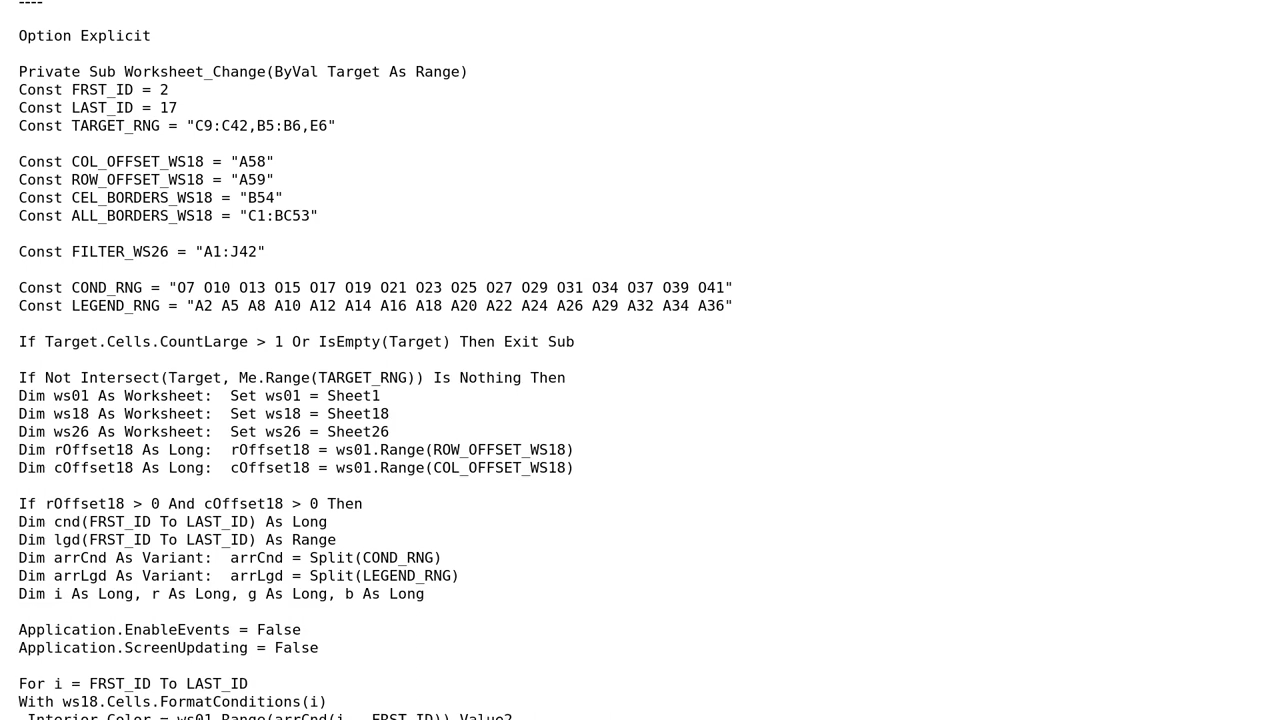 ----
Option Explicit
Private Sub Worksheet_Change(ByVal Target As Range)
Const FRST_ID = 2
Const LAST_ID = 17
Const TARGET_RNG = "C9:C42,B5:B6,E6"
Const COL_OFFSET_WS18 = "A58"
Const ROW_OFFSET_WS18 = "A59"
Const CEL_BORDERS_WS18 = "B54"
Const ALL_BORDERS_WS18 = "C1:BC53"
Const FILTER_WS26 = "A1:J42"
Const COND_RNG = "O7 O10 O13 O15 O17 O19 O21 O23 O25 O27 O29 O31 O34 O37 O39 O41"
Const LEGEND_RNG = "A2 A5 A8 A10 A12 A14 A16 A18 A20 A22 A24 A26 A29 A32 A34 A36"
If Target.Cells.CountLarge > 1 Or IsEmpty(Target) Then Exit Sub
If Not Intersect(Target, Me.Range(TARGET_RNG)) Is Nothing Then
Dim ws01 As Worksheet:  Set ws01 = Sheet1
Dim ws18 As Worksheet:  Set ws18 = Sheet18
Dim ws26 As Worksheet:  Set ws26 = Sheet26
Dim rOffset18 As Long:  rOffset18 = ws01.Range(ROW_OFFSET_WS18)
Dim cOffset18 As Long:  cOffset18 = ws01.Range(COL_OFFSET_WS18)
If rOffset18 > 0 And cOffset18 > 0 Then
Dim cnd(FRST_ID To LAST_ID) As Long
Dim lgd(FRST_ID To LAST_ID) As Range
Dim arrCnd As Variant:  arrCnd = Split(COND_RNG)
Dim arrLgd As Variant:  arrLgd = Split(LEGEND_RNG)
Dim i As Long, r As Long, g As Long, b As Long
Application.EnableEvents = False
Application.ScreenUpdating = False
For i = FRST_ID To LAST_ID
With ws18.Cells.FormatConditions(i)
.Interior.Color = ws01.Range(arrCnd(i - FRST_ID)).Value2